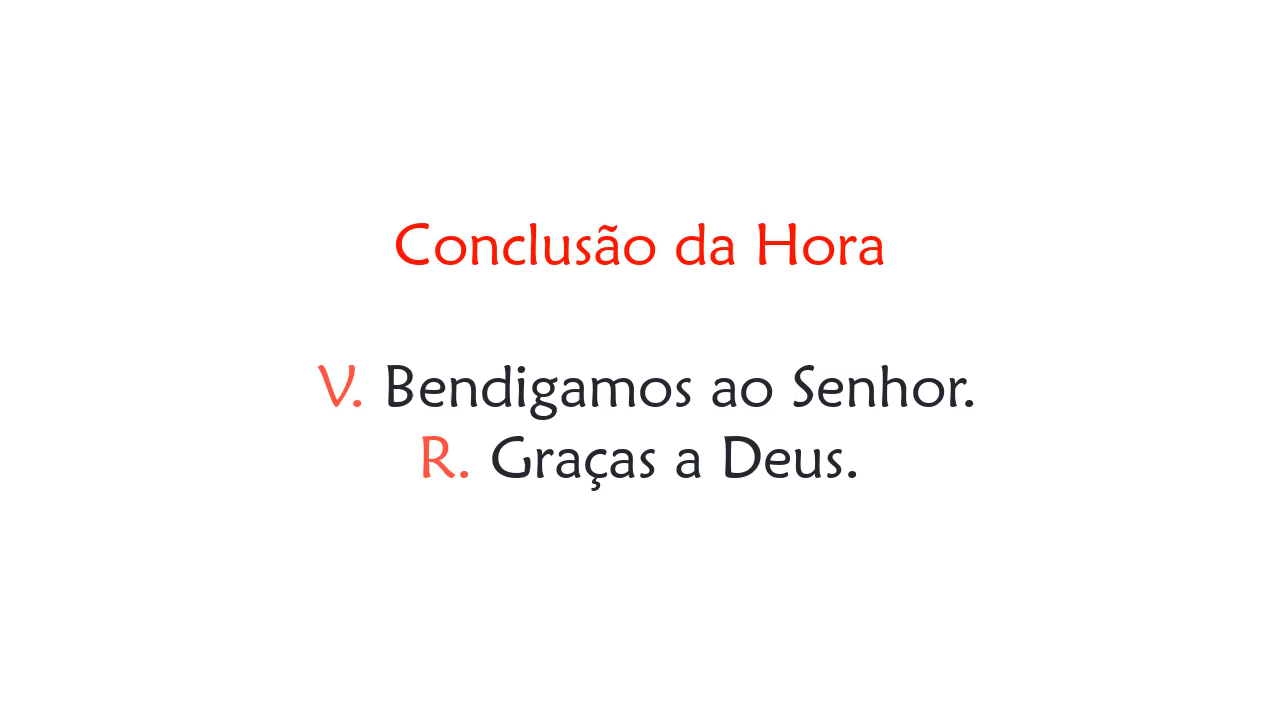 Conclusão da Hora
V. Bendigamos ao Senhor.
R. Graças a Deus.